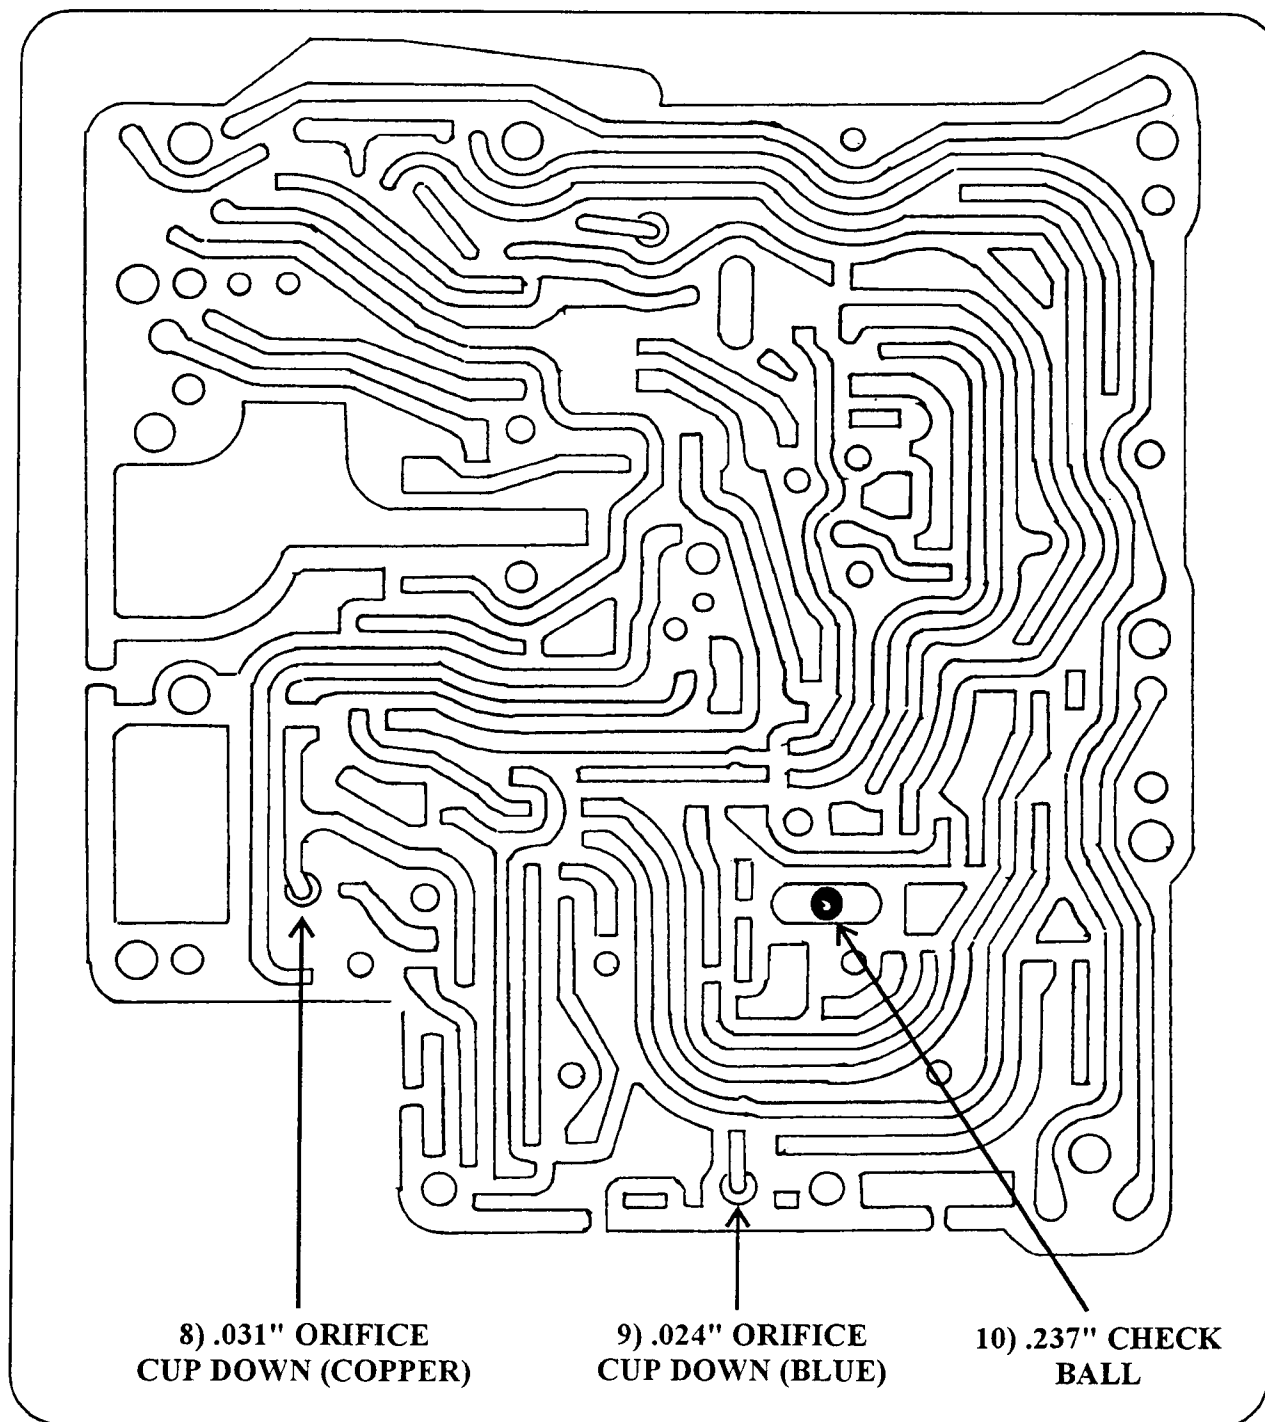 8) .031" ORIFICE
CUP DOWN (COPPER)
9) .024" ORIFICE
CUP DOWN (BLUE)
10) .237" CHECK
BALL